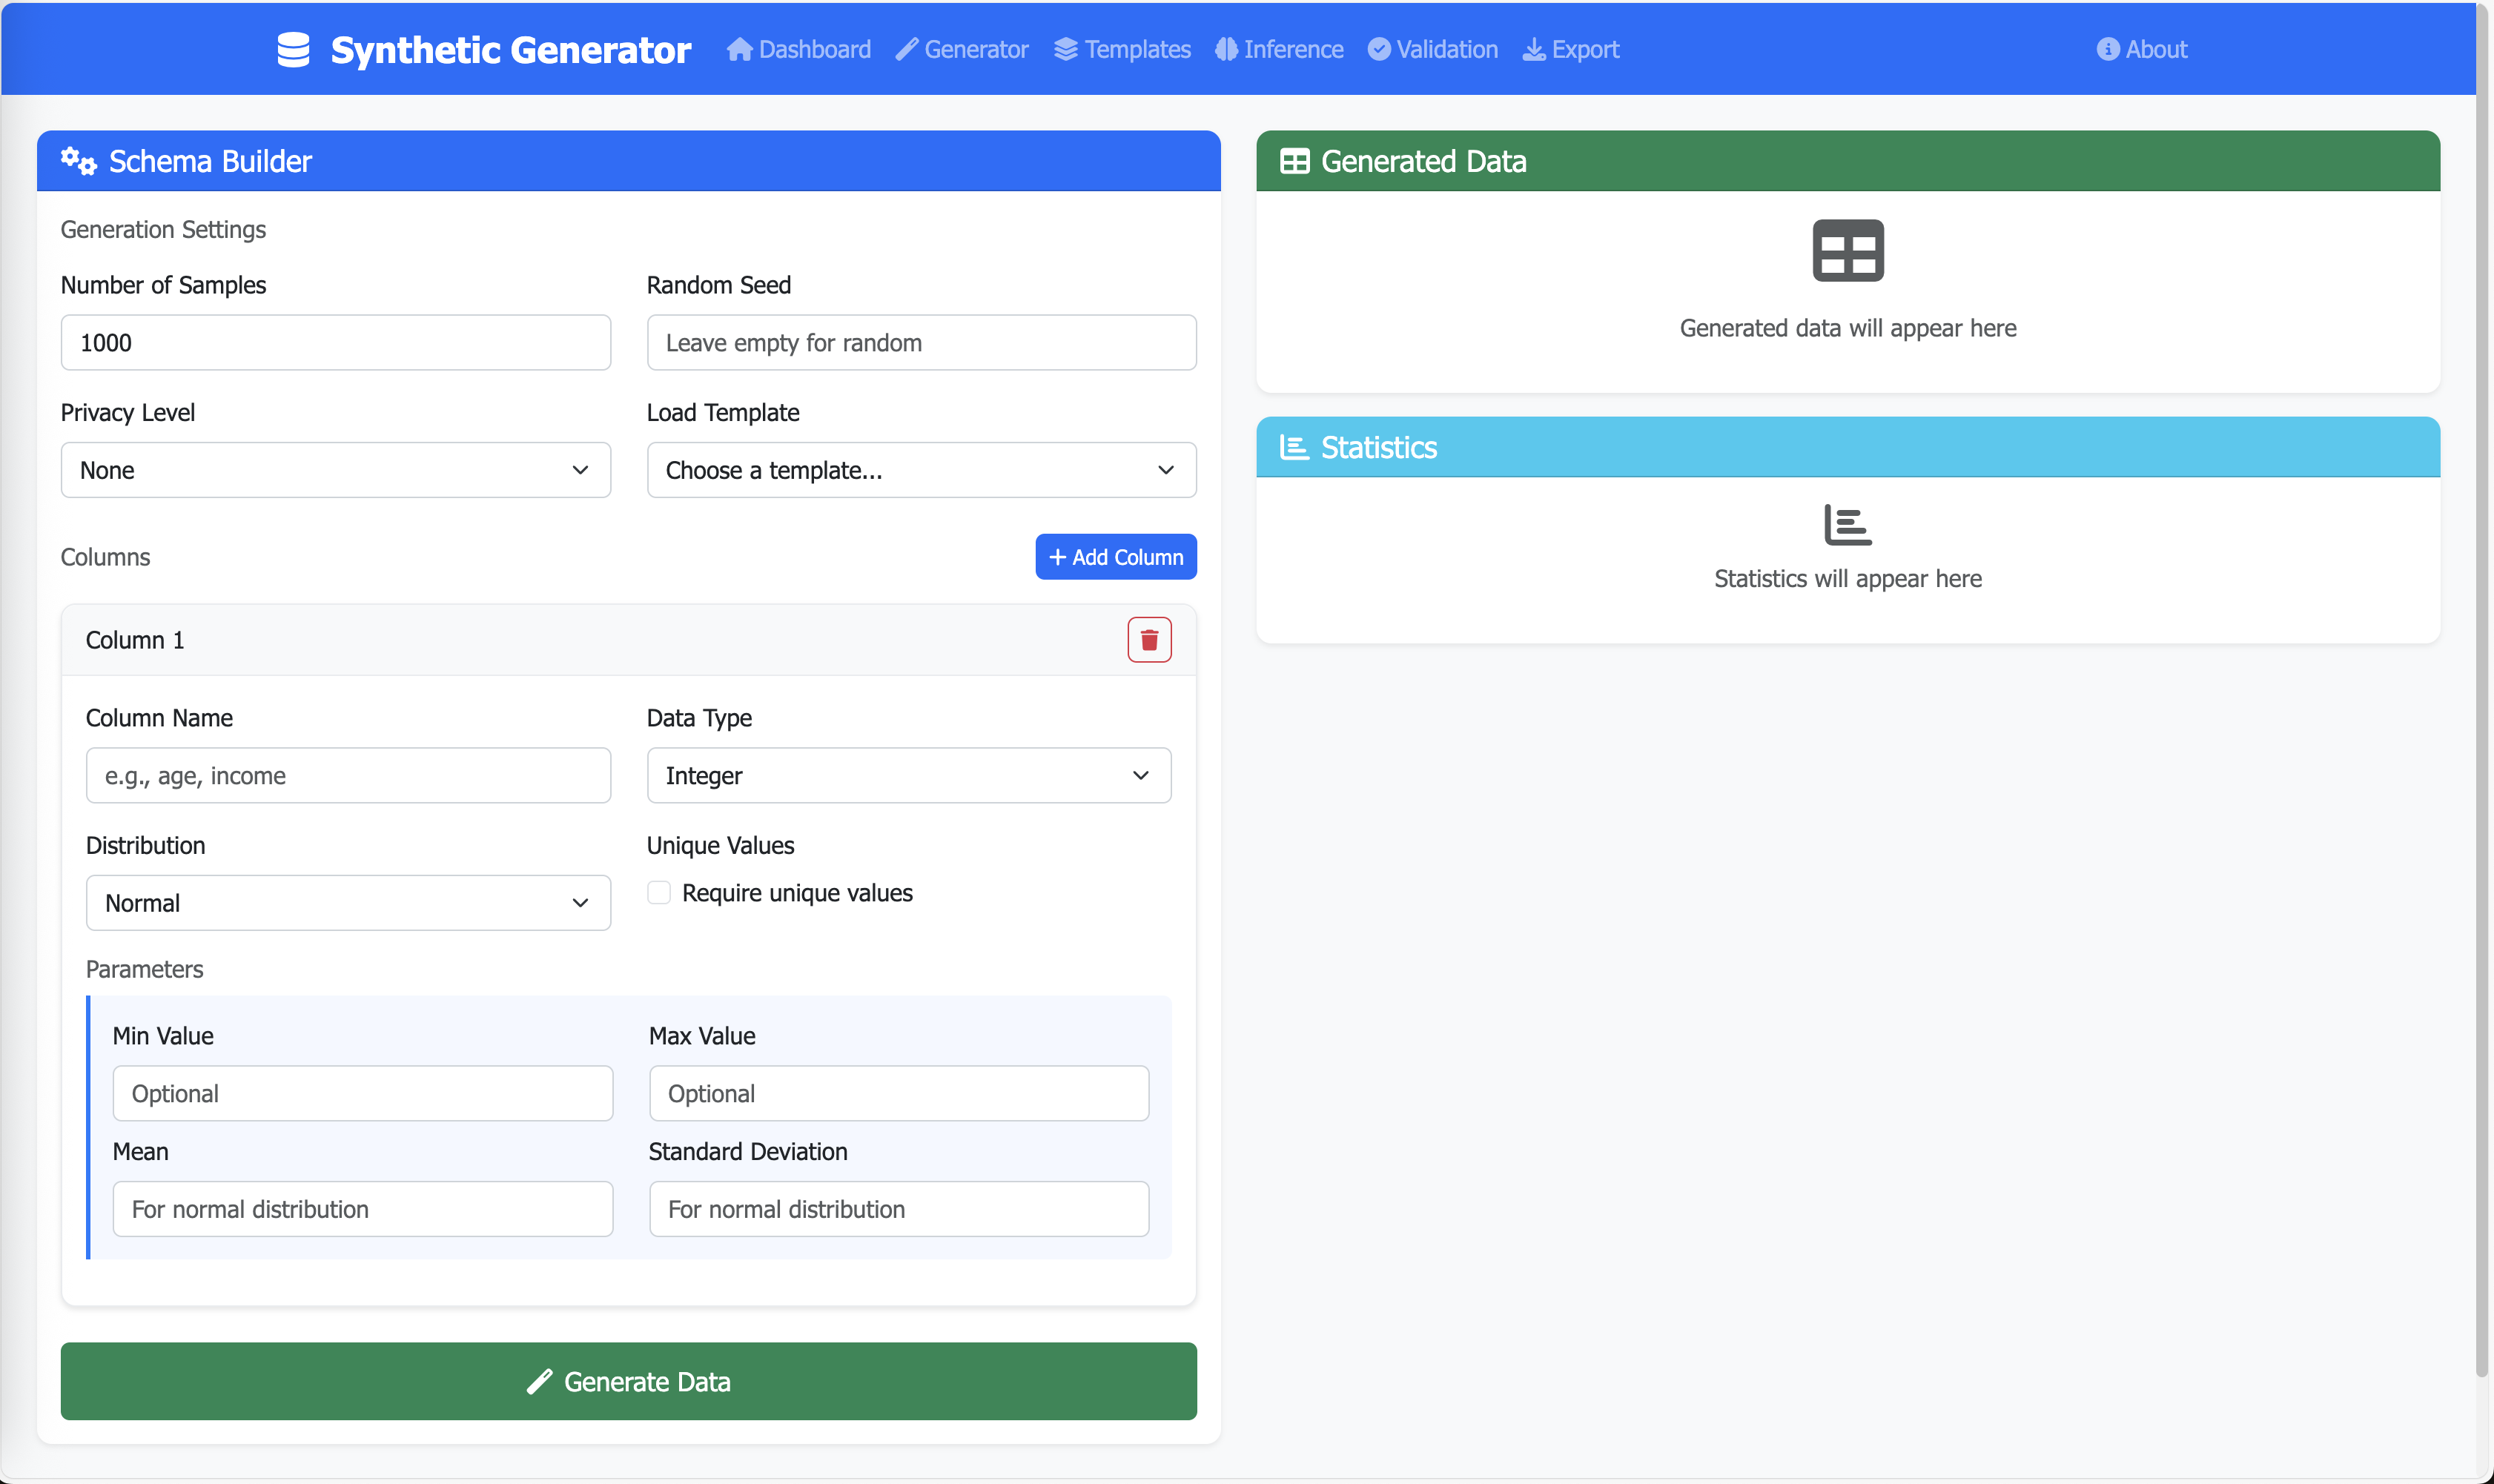 Synthetic Generator Dashboard Generator Templates Inference Validation Export About
Schema Builder
Generation Settings
Number of Samples Random Seed
1000 Leave empty for random
Privacy Level Load Template
None Choose a template...
Columns + Add Column
Column 1
Column Name Data Type
e.g., age, income Integer
Distribution Unique Values
Normal Require unique values
Parameters
Min Value Max Value
Optional Optional
Mean Standard Deviation
For normal distribution For normal distribution
Generate Data
Generated Data
Generated data will appear here
Statistics
Statistics will appear here